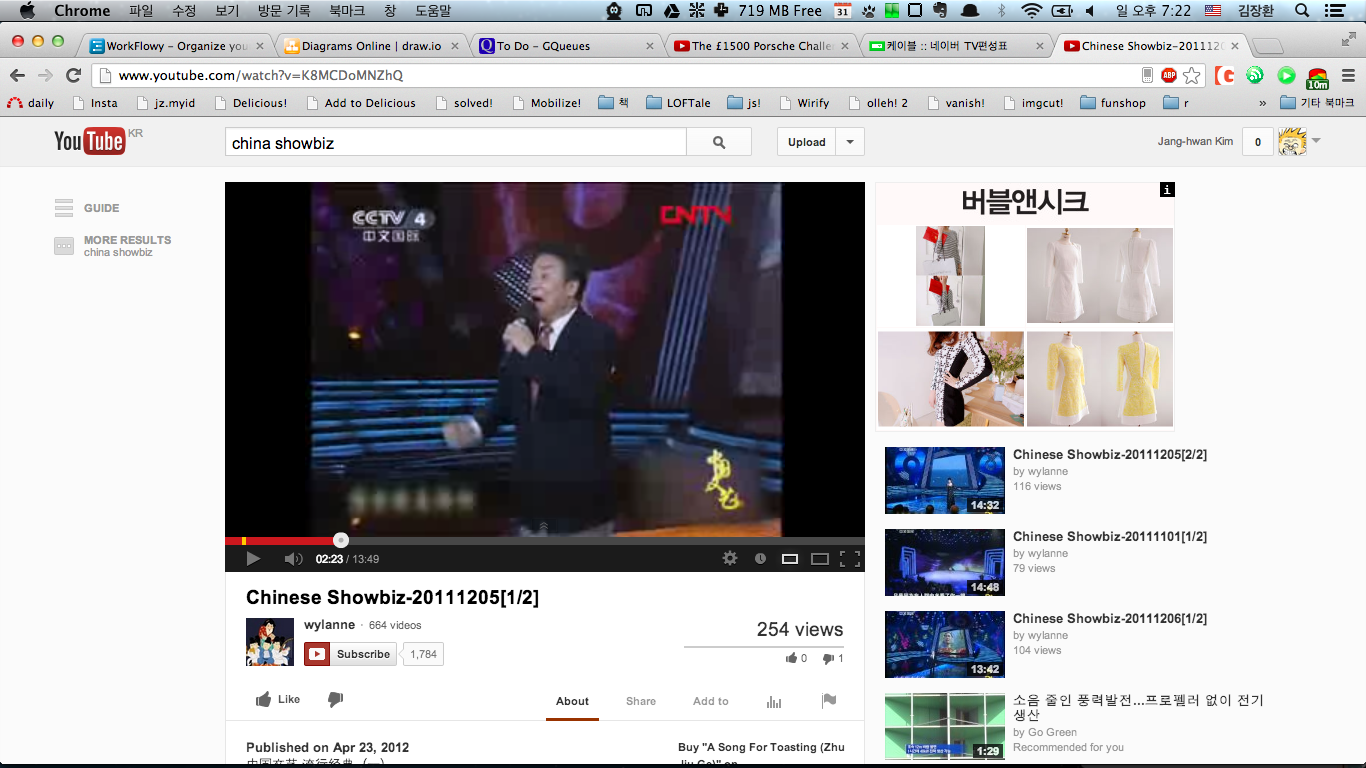 Chrome 파일 수정 보기 방문 기록 북마크 창 도움말 719 MB Free 31 일 오후 7:22 김장환
WorkFlowy – Organize you
Diagrams Online | draw.io
To Do – GQueues
The £1500 Porsche Challe
케이블 :: 네이버 TV편성표
Chinese Showbiz-2011120
www.youtube.com/watch?v=K8MCDoMNZhQ
ABP
10m
daily Insta jz.myid Delicious! Add to Delicious solved! Mobilize! 책 LOFTale js! Wirify olleh! 2 vanish! imgcut! funshop r » 기타 북마크
YouTube KR
china showbiz
Upload
Jang-hwan Kim 0
GUIDE
MORE RESULTS
china showbiz
CCTV 4
中文国际
CNTV
中国文艺
02:23 / 13:49
Chinese Showbiz-20111205[1/2]
wylanne · 664 videos
Subscribe 1,784
254 views
0 1
Like
About Share Add to
Published on Apr 23, 2012
Buy "A Song For Toasting (Zhu
버블앤시크
Chinese Showbiz-20111205[2/2]
by wylanne
116 views
14:32
Chinese Showbiz-20111101[1/2]
by wylanne
79 views
14:48
Chinese Showbiz-20111206[1/2]
by wylanne
104 views
13:42
소음 줄인 풍력발전...프로펠러 없이 전기
생산
by Go Green
Recommended for you
1:29